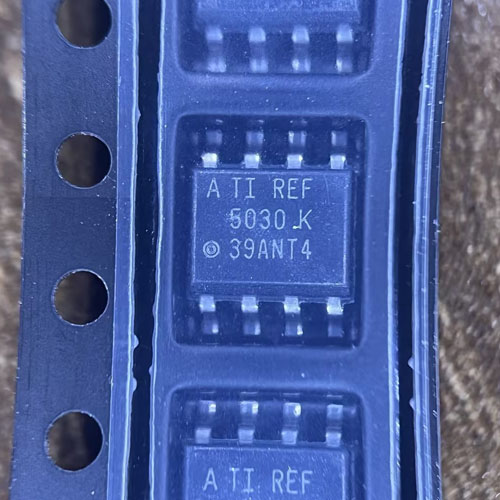 A TI REF
5030 K
39ANT4
A TI REF